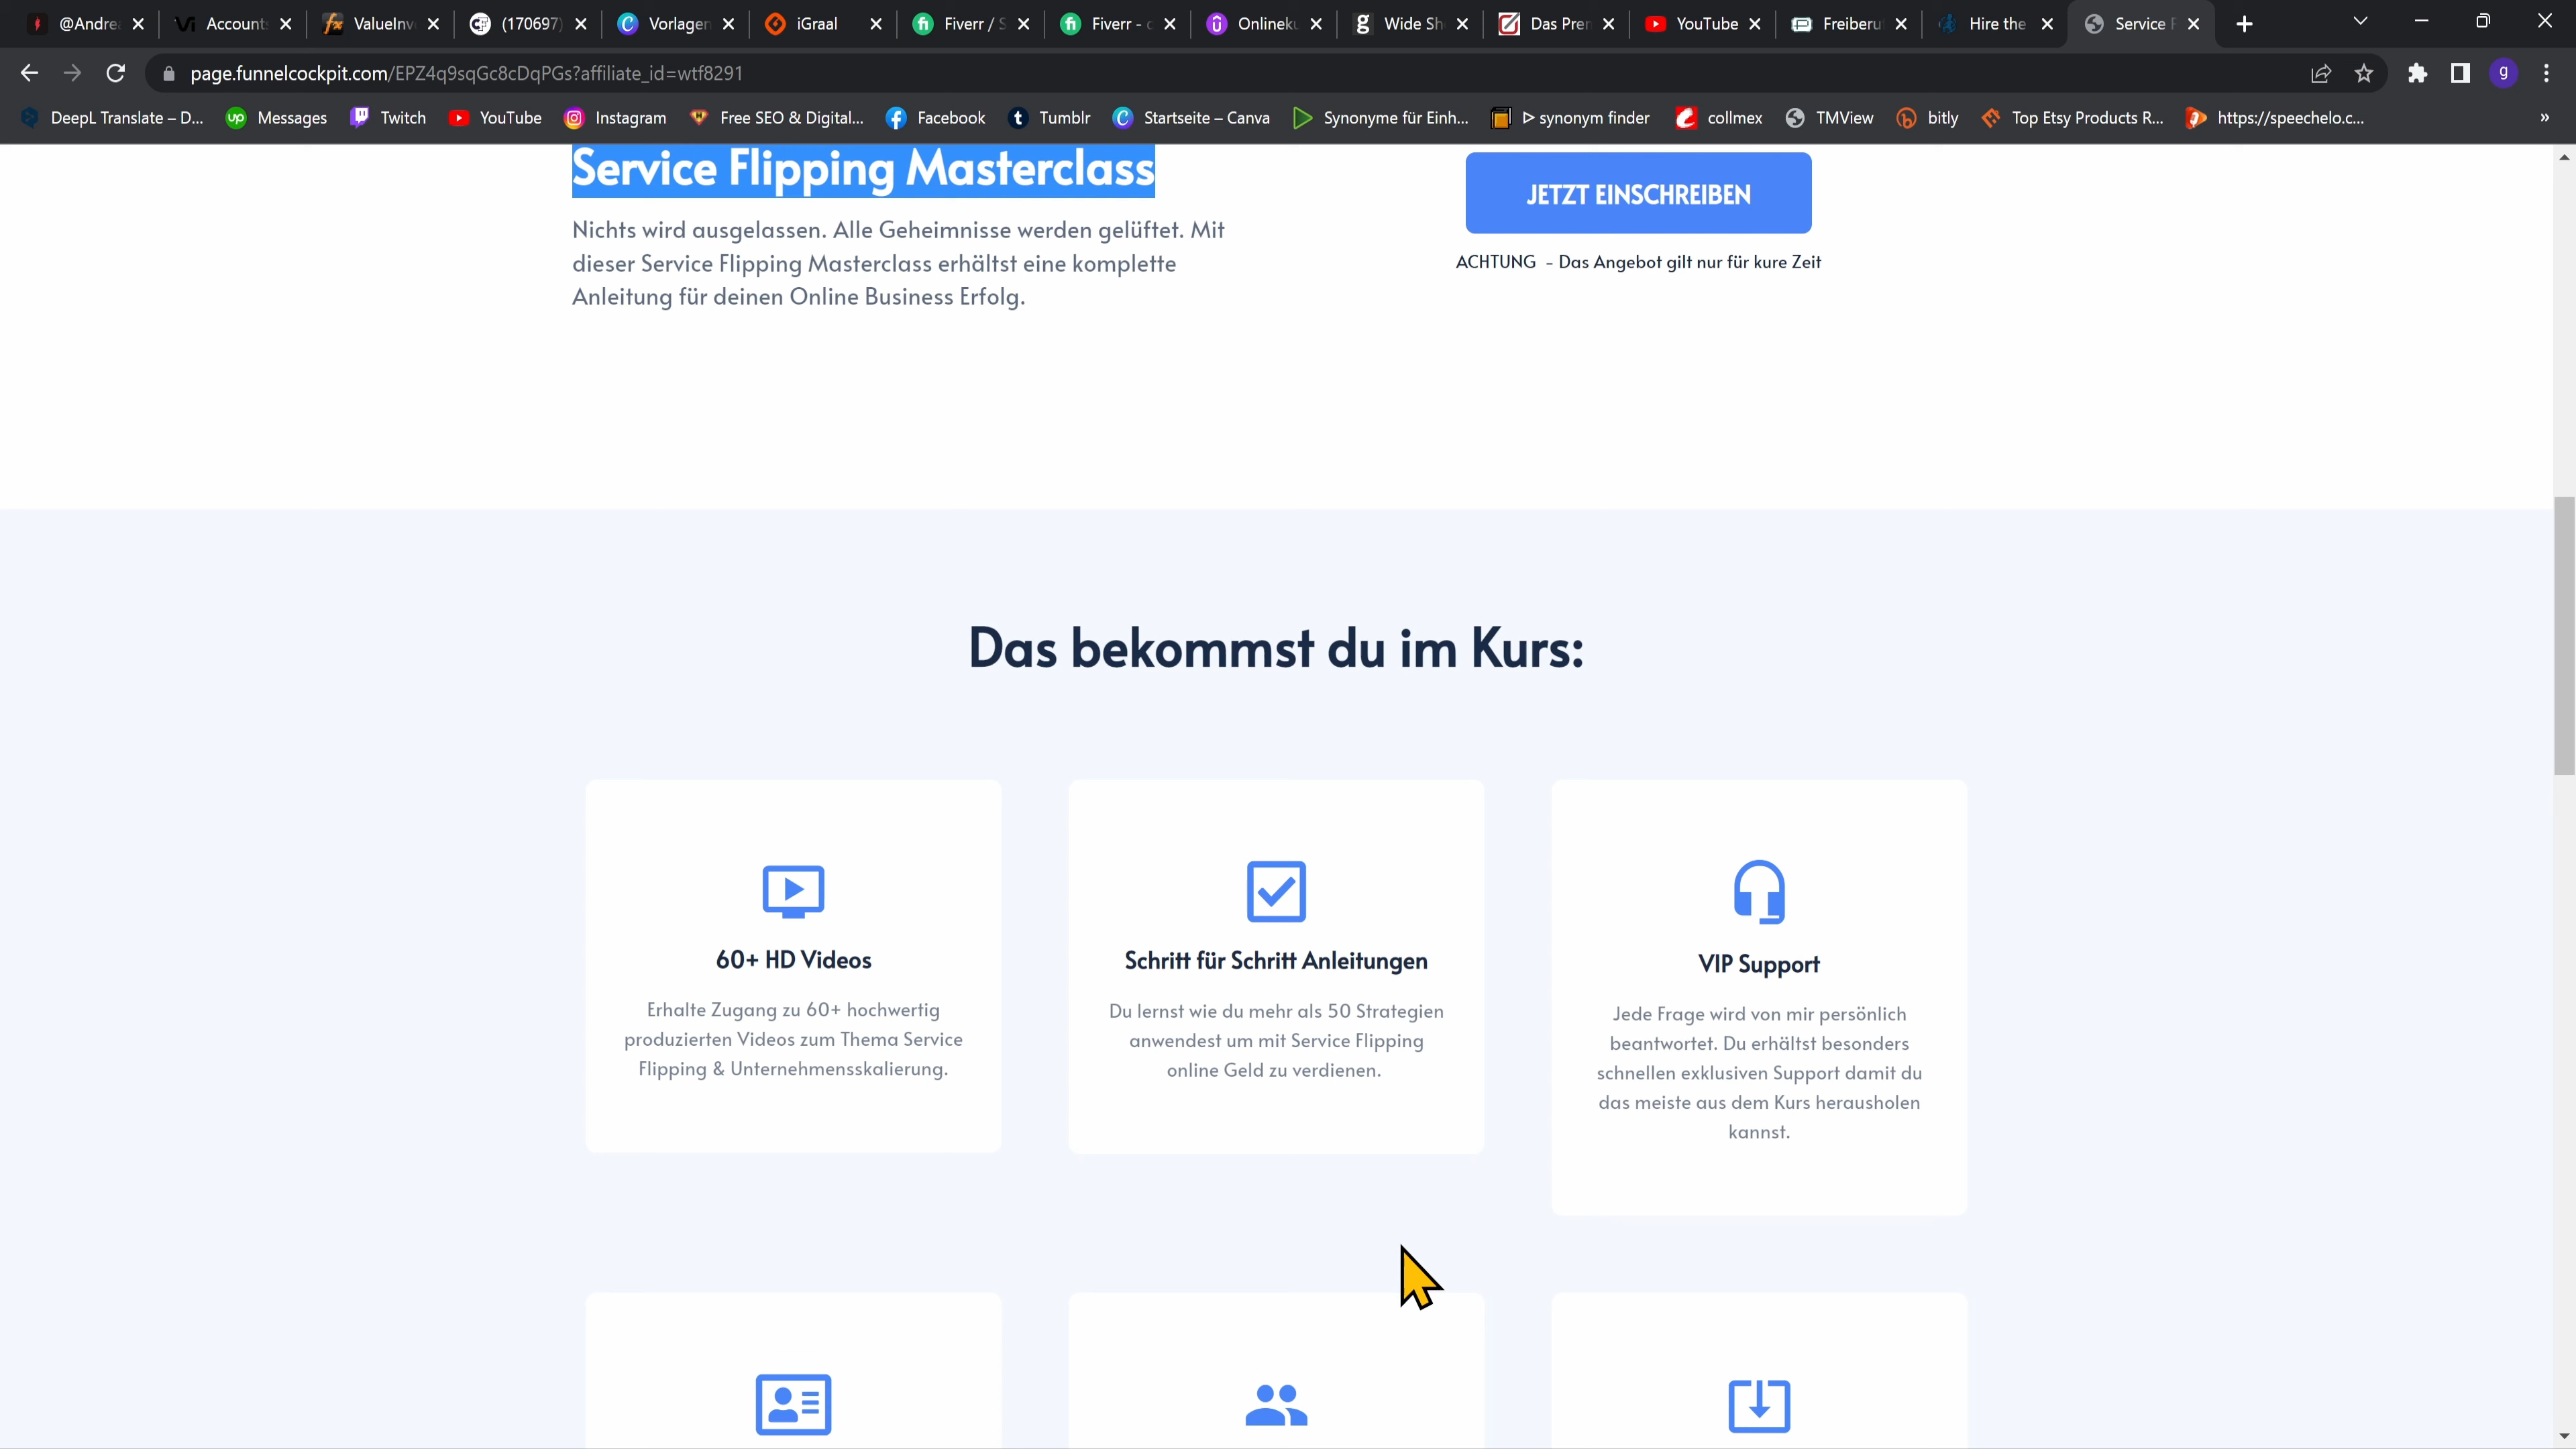 @Andrea
Accounts
ValueInv
(170697)
Vorlagen
iGraal
Fiverr / S
Fiverr - c
Onlineku
Wide Sh
Das Prem
YouTube
Freiberuf
Hire the
Service F
page.funnelcockpit.com/EPZ4q9sqGc8cDqPGs?affiliate_id=wtf8291
g
DeepL Translate – D...
Messages
Twitch
YouTube
Instagram
Free SEO & Digital...
Facebook
Tumblr
Startseite – Canva
Synonyme für Einh...
ᐅ synonym finder
collmex
TMView
bitly
Top Etsy Products R...
https://speechelo.c...
»
Service Flipping Masterclass
Nichts wird ausgelassen. Alle Geheimnisse werden gelüftet. Mit
dieser Service Flipping Masterclass erhältst eine komplette
Anleitung für deinen Online Business Erfolg.
JETZT EINSCHREIBEN
ACHTUNG - Das Angebot gilt nur für kure Zeit
Das bekommst du im Kurs:
60+ HD Videos
Erhalte Zugang zu 60+ hochwertig
produzierten Videos zum Thema Service
Flipping & Unternehmensskalierung.
Schritt für Schritt Anleitungen
Du lernst wie du mehr als 50 Strategien
anwendest um mit Service Flipping
online Geld zu verdienen.
VIP Support
Jede Frage wird von mir persönlich
beantwortet. Du erhältst besonders
schnellen exklusiven Support damit du
das meiste aus dem Kurs herausholen
kannst.